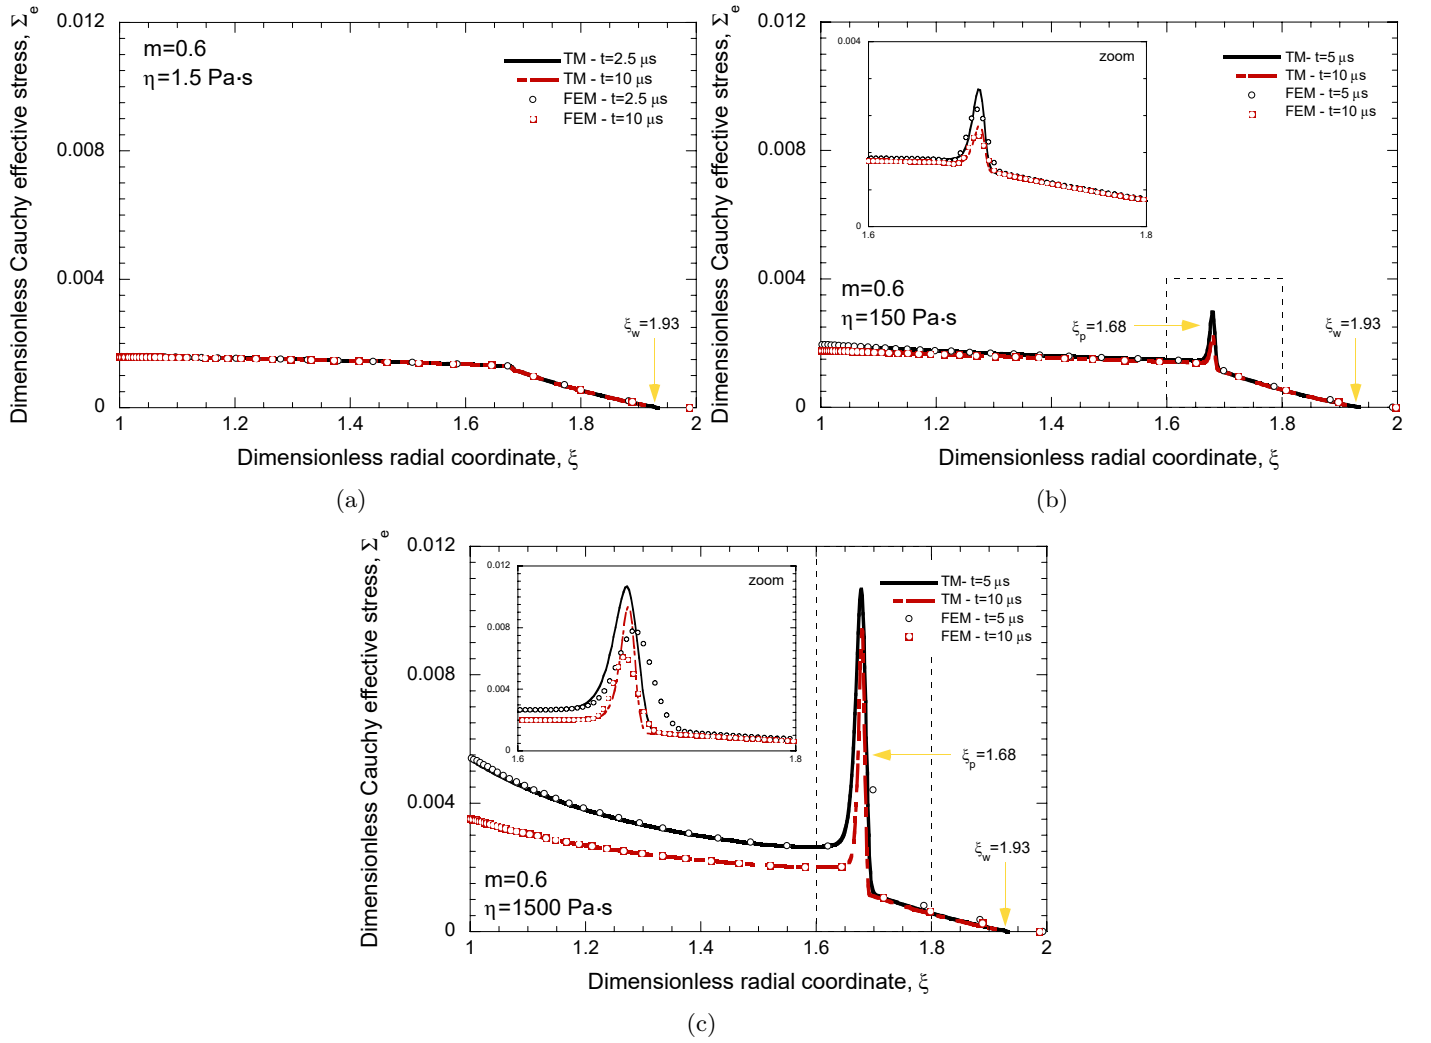 Dimensionless Cauchy effective stress, Σe
0.012
0.008
0.004
0
m=0.6
η=1.5 Pa·s
TM - t=2.5 μs
TM - t=10 μs
FEM - t=2.5 μs
FEM - t=10 μs
ξw=1.93
1 1.2 1.4 1.6 1.8 2
Dimensionless radial coordinate, ξ
(a)
Dimensionless Cauchy effective stress, Σe
0.012
0.008
0.004
0
0.004
0
1.6 1.8
zoom
TM - t=5 μs
TM - t=10 μs
FEM - t=5 μs
FEM - t=10 μs
m=0.6
η=150 Pa·s
ξp=1.68
ξw=1.93
1 1.2 1.4 1.6 1.8 2
Dimensionless radial coordinate, ξ
(b)
Dimensionless Cauchy effective stress, Σe
0.012
0.008
0.004
0
0.012
0.008
0.004
0
1.6 1.8
zoom
TM- t=5 μs
TM - t=10 μs
FEM - t=5 μs
FEM - t=10 μs
ξp=1.68
ξw=1.93
m=0.6
η=1500 Pa·s
1 1.2 1.4 1.6 1.8 2
Dimensionless radial coordinate, ξ
(c)